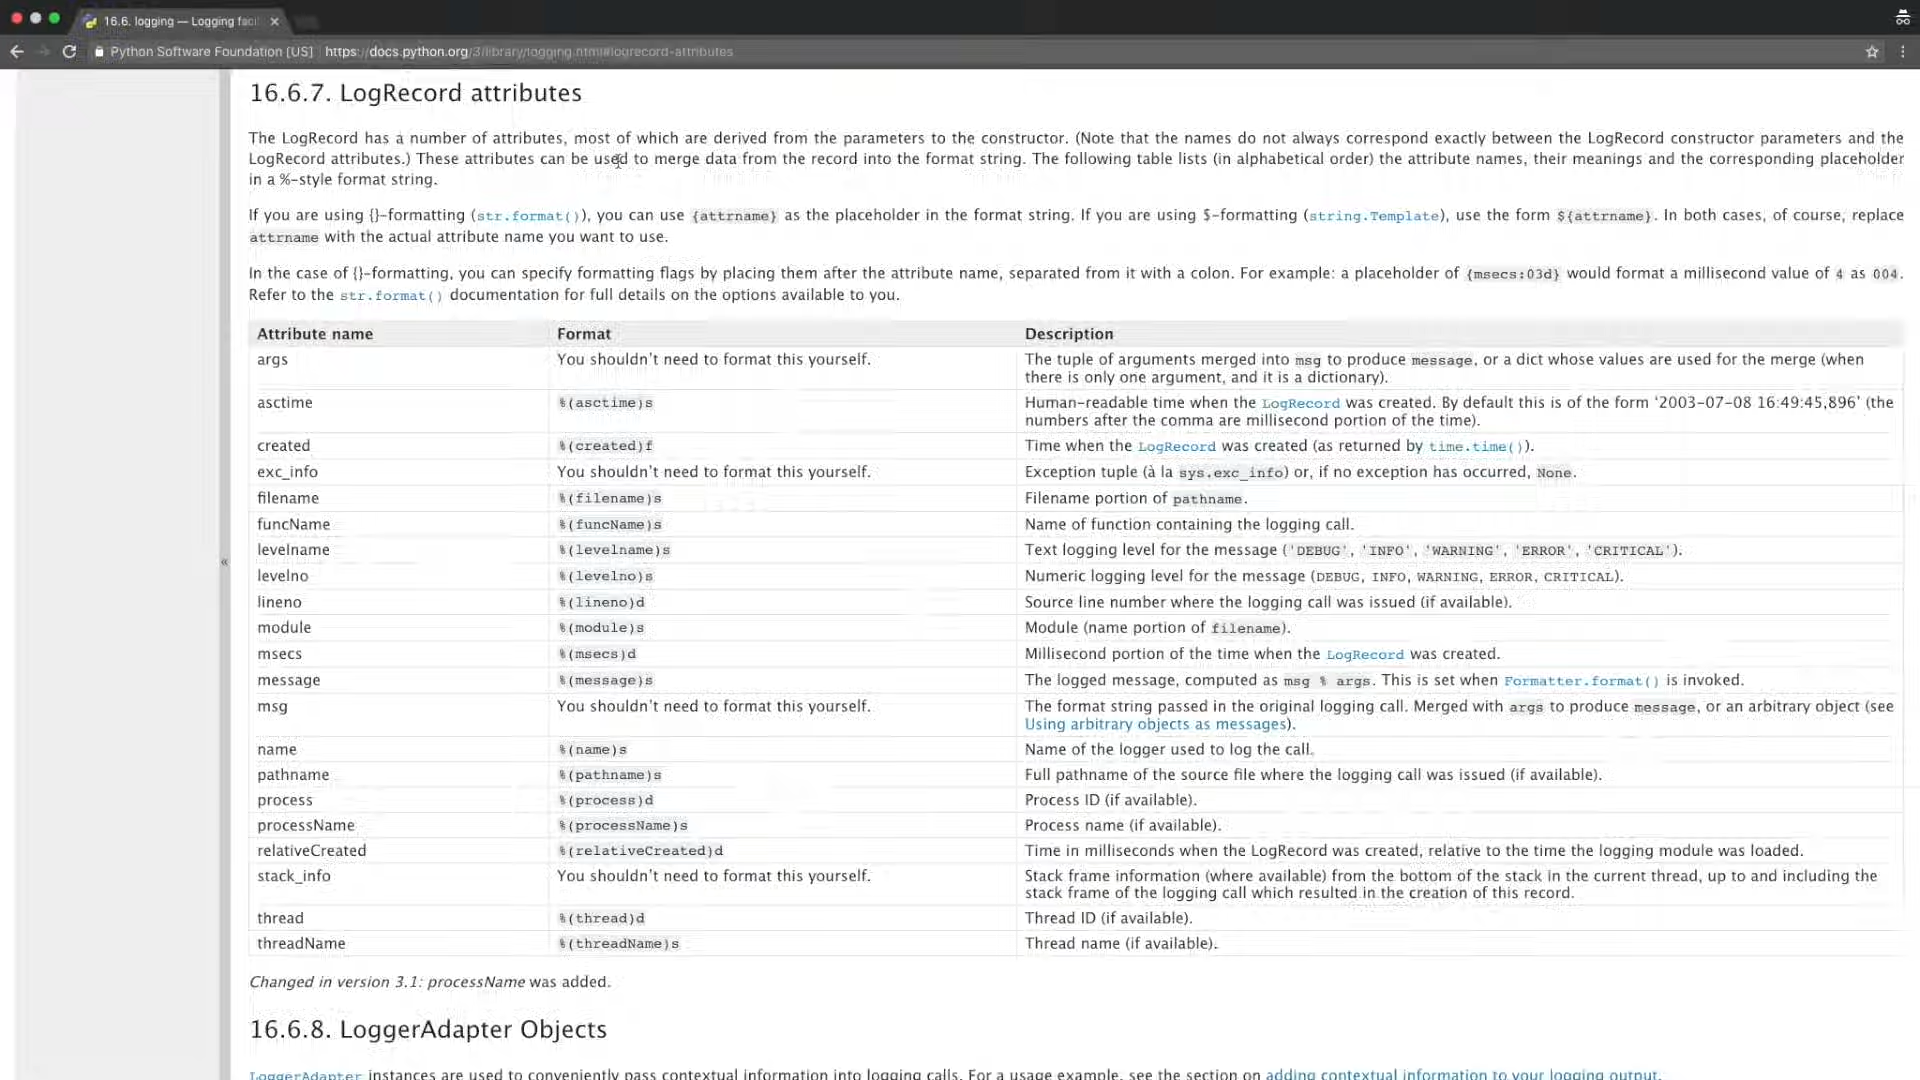 16.6. logging — Logging faci
Python Software Foundation [US] https://docs.python.org/3/library/logging.html#logrecord-attributes
16.6.7. LogRecord attributes
The LogRecord has a number of attributes, most of which are derived from the parameters to the constructor. (Note that the names do not always correspond exactly between the LogRecord constructor parameters and the
LogRecord attributes.) These attributes can be used to merge data from the record into the format string. The following table lists (in alphabetical order) the attribute names, their meanings and the corresponding placeholder
in a %-style format string.
If you are using {}-formatting (str.format()), you can use {attrname} as the placeholder in the format string. If you are using $-formatting (string.Template), use the form ${attrname}. In both cases, of course, replace
attrname with the actual attribute name you want to use.
In the case of {}-formatting, you can specify formatting flags by placing them after the attribute name, separated from it with a colon. For example: a placeholder of {msecs:03d} would format a millisecond value of 4 as 004.
Refer to the str.format() documentation for full details on the options available to you.
Attribute name Format Description
args You shouldn't need to format this yourself. The tuple of arguments merged into msg to produce message, or a dict whose values are used for the merge (when
there is only one argument, and it is a dictionary).
asctime %(asctime)s Human-readable time when the LogRecord was created. By default this is of the form ‘2003-07-08 16:49:45,896’ (the
numbers after the comma are millisecond portion of the time).
created %(created)f Time when the LogRecord was created (as returned by time.time()).
exc_info You shouldn't need to format this yourself. Exception tuple (à la sys.exc_info) or, if no exception has occurred, None.
filename %(filename)s Filename portion of pathname.
funcName %(funcName)s Name of function containing the logging call.
levelname %(levelname)s Text logging level for the message ('DEBUG', 'INFO', 'WARNING', 'ERROR', 'CRITICAL').
levelno %(levelno)s Numeric logging level for the message (DEBUG, INFO, WARNING, ERROR, CRITICAL).
lineno %(lineno)d Source line number where the logging call was issued (if available).
module %(module)s Module (name portion of filename).
msecs %(msecs)d Millisecond portion of the time when the LogRecord was created.
message %(message)s The logged message, computed as msg % args. This is set when Formatter.format() is invoked.
msg You shouldn't need to format this yourself. The format string passed in the original logging call. Merged with args to produce message, or an arbitrary object (see
Using arbitrary objects as messages).
name %(name)s Name of the logger used to log the call.
pathname %(pathname)s Full pathname of the source file where the logging call was issued (if available).
process %(process)d Process ID (if available).
processName %(processName)s Process name (if available).
relativeCreated %(relativeCreated)d Time in milliseconds when the LogRecord was created, relative to the time the logging module was loaded.
stack_info You shouldn't need to format this yourself. Stack frame information (where available) from the bottom of the stack in the current thread, up to and including the
stack frame of the logging call which resulted in the creation of this record.
thread %(thread)d Thread ID (if available).
threadName %(threadName)s Thread name (if available).
Changed in version 3.1: processName was added.
16.6.8. LoggerAdapter Objects
LoggerAdapter instances are used to conveniently pass contextual information into logging calls. For a usage example, see the section on adding contextual information to your logging output.